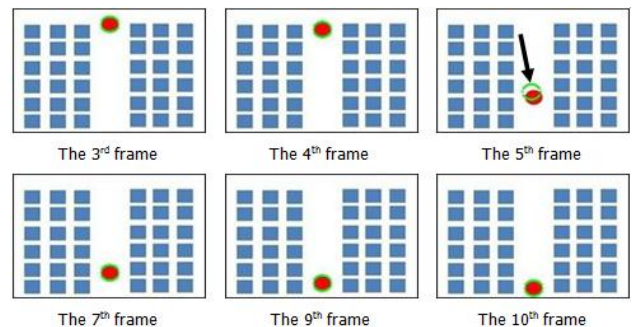 The 3rd frame
The 4th frame
The 5th frame
The 7th frame
The 9th frame
The 10th frame